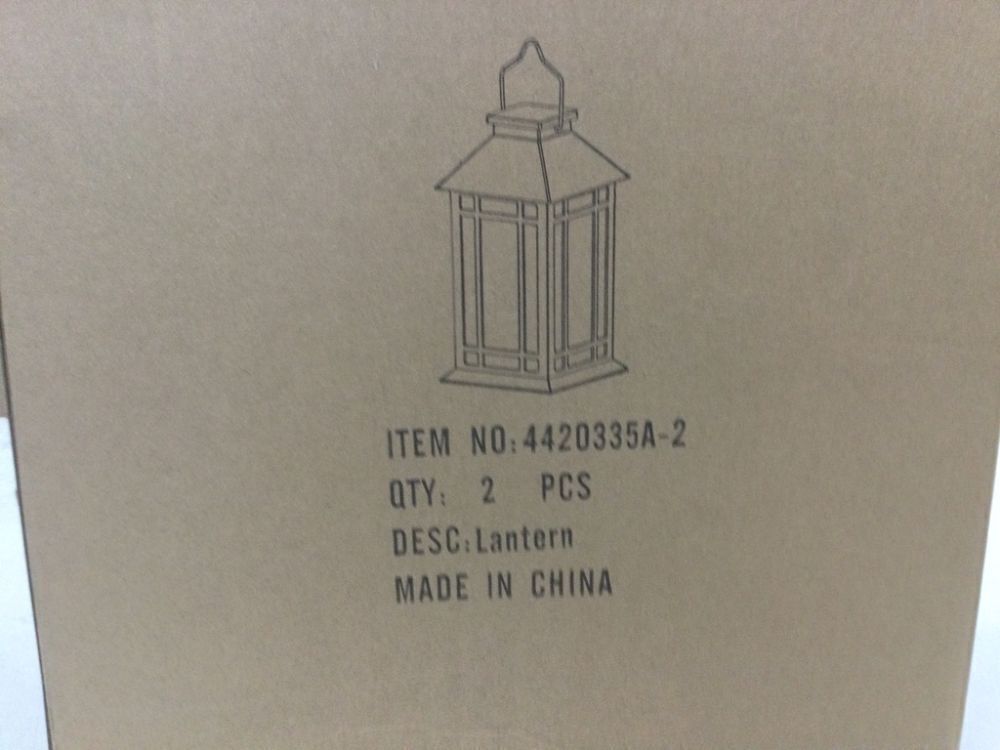 ITEM NO:4420335A-2
QTY: 2 PCS
DESC:Lantern
MADE IN CHINA